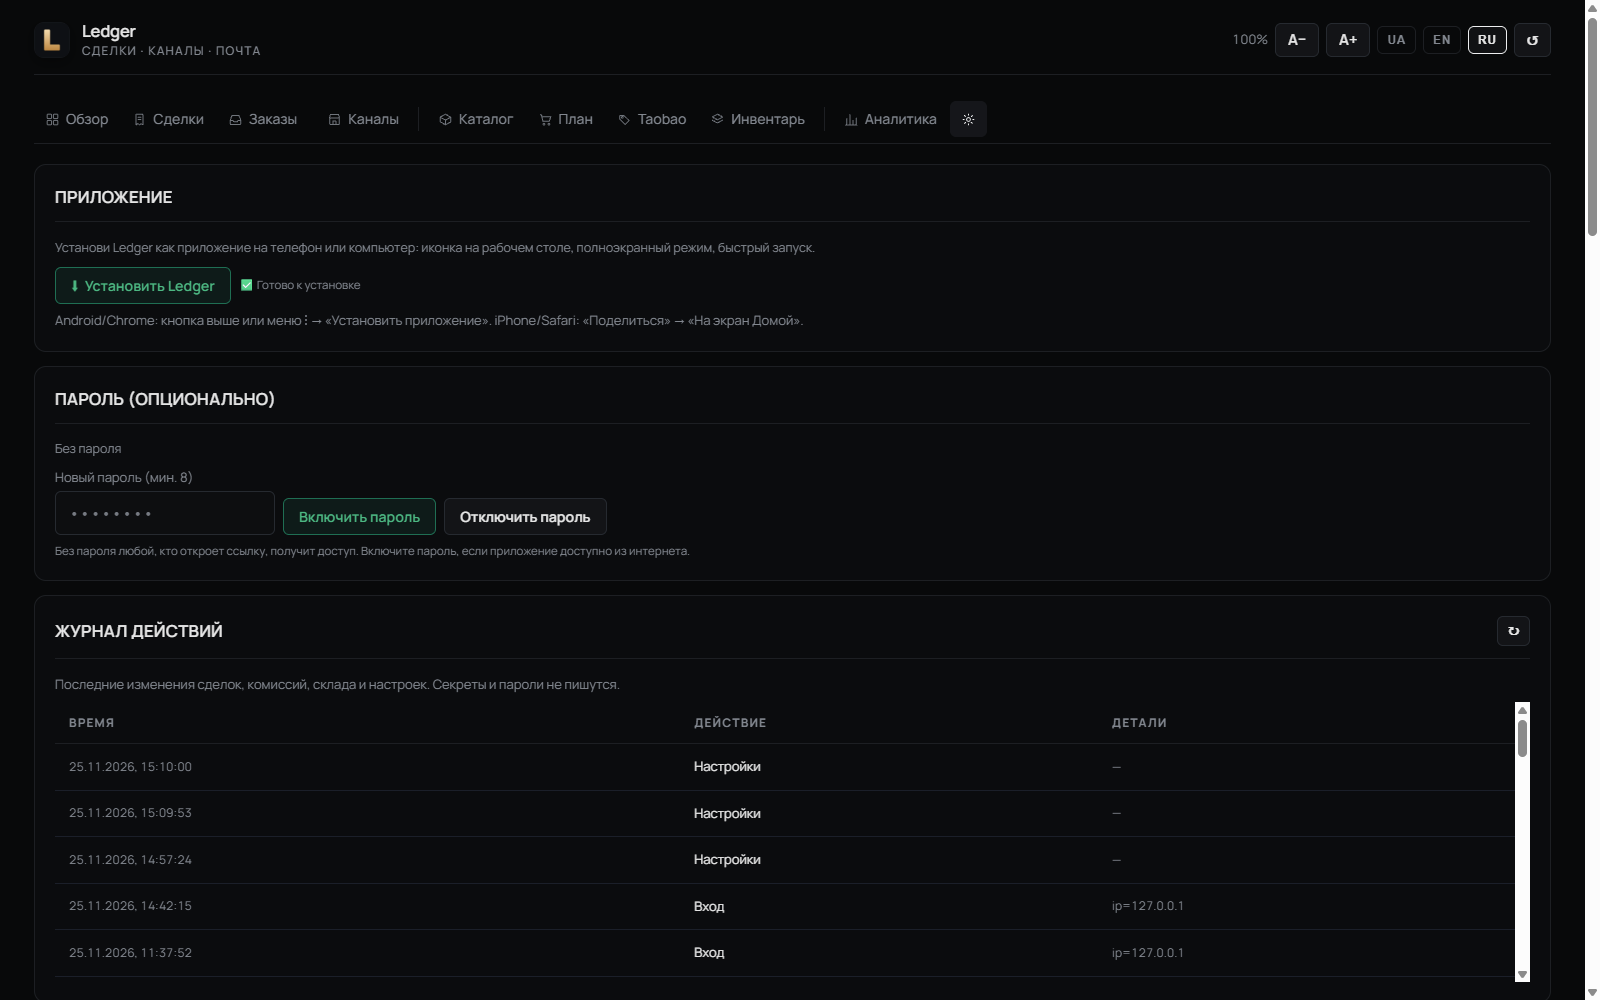 Ledger
СДЕЛКИ · КАНАЛЫ · ПОЧТА
100% A− A+ UA EN RU ↺
Обзор Сделки Заказы Каналы Каталог План Taobao Инвентарь Аналитика
ПРИЛОЖЕНИЕ
Установи Ledger как приложение на телефон или компьютер: иконка на рабочем столе, полноэкранный режим, быстрый запуск.
⬇ Установить Ledger ✅ Готово к установке
Android/Chrome: кнопка выше или меню ⋮ → «Установить приложение». iPhone/Safari: «Поделиться» → «На экран Домой».
ПАРОЛЬ (ОПЦИОНАЛЬНО)
Без пароля
Новый пароль (мин. 8)
••••••••
Включить пароль Отключить пароль
Без пароля любой, кто откроет ссылку, получит доступ. Включите пароль, если приложение доступно из интернета.
ЖУРНАЛ ДЕЙСТВИЙ ↻
Последние изменения сделок, комиссий, склада и настроек. Секреты и пароли не пишутся.
ВРЕМЯ ДЕЙСТВИЕ ДЕТАЛИ
25.11.2026, 15:10:00 Настройки —
25.11.2026, 15:09:53 Настройки —
25.11.2026, 14:57:24 Настройки —
25.11.2026, 14:42:15 Вход ip=127.0.0.1
25.11.2026, 11:37:52 Вход ip=127.0.0.1